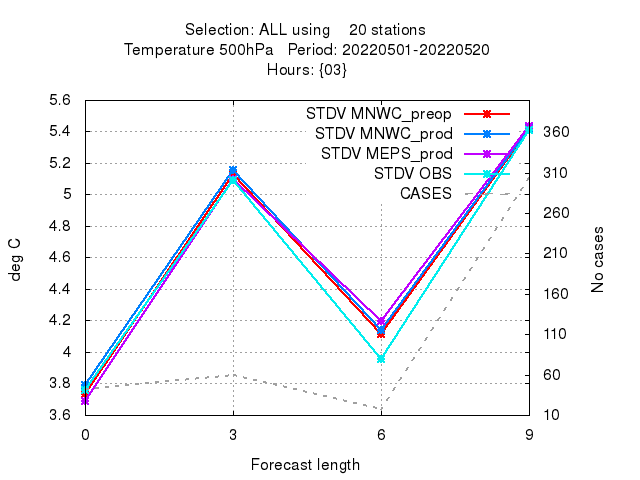 Selection: ALL using    20 stations
Temperature 500hPa   Period: 20220501-20220520
Hours: {03}
STDV MNWC_preop
STDV MNWC_prod
STDV MEPS_prod
STDV OBS
CASES
5.6
5.4
5.2
5
4.8
4.6
4.4
4.2
4
3.8
3.6
deg C
360
310
260
210
160
110
60
10
No cases
0 3 6 9
Forecast length